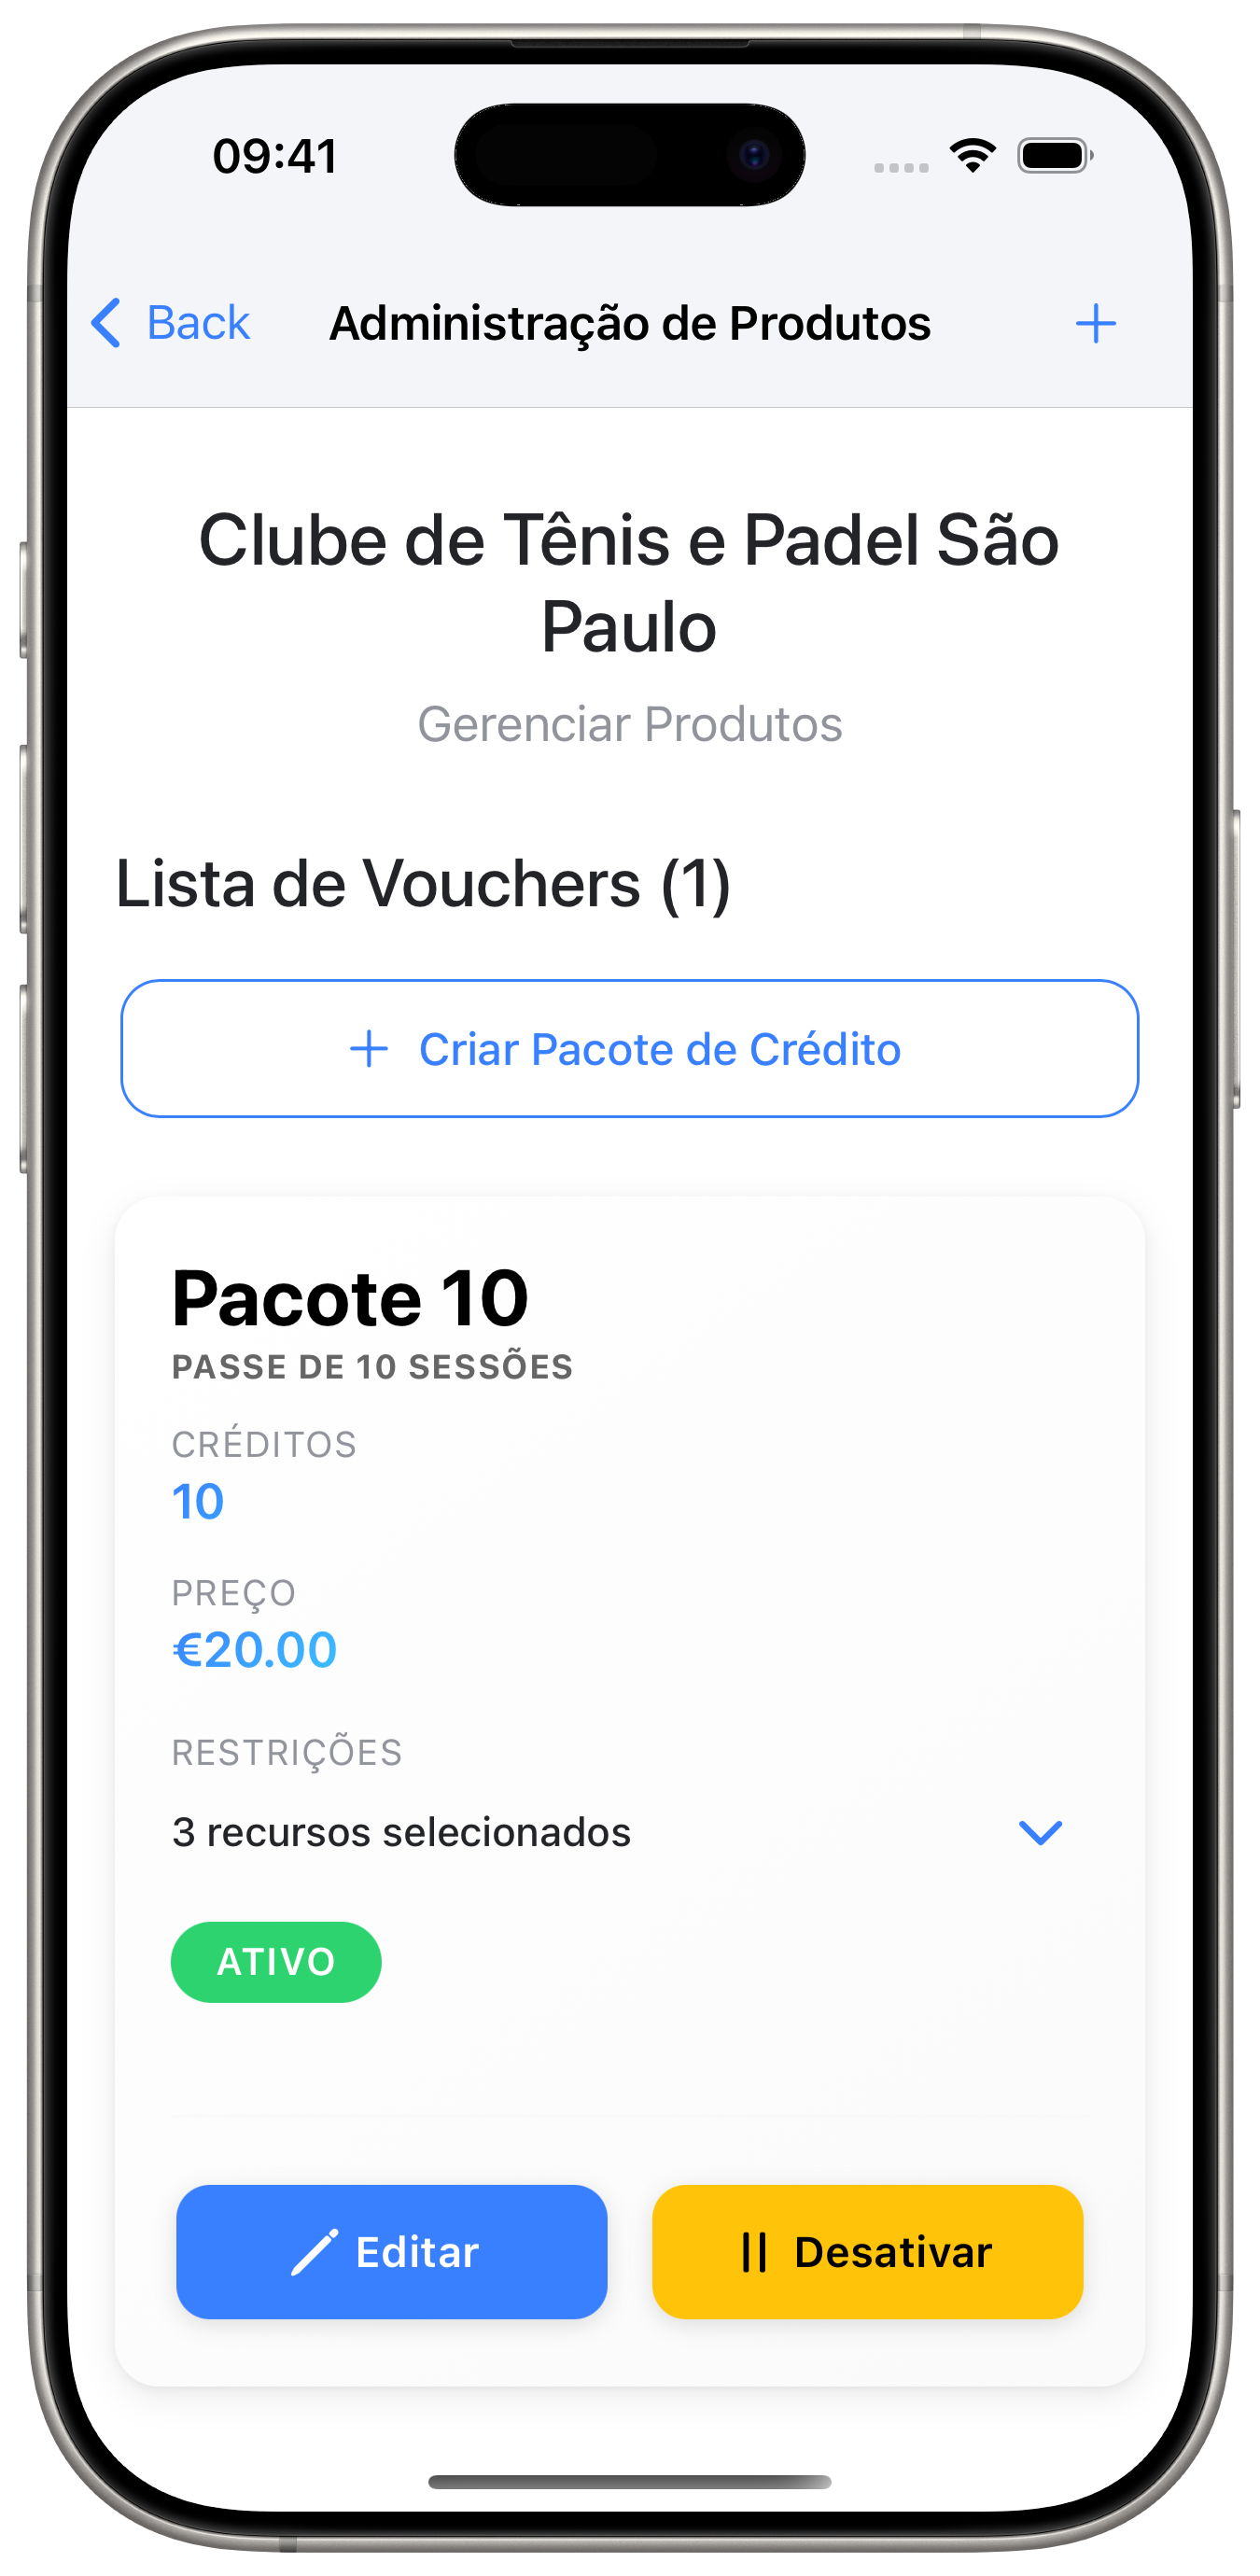 09:41
Back
Administração de Produtos
Clube de Tênis e Padel São
Paulo
Gerenciar Produtos
Lista de Vouchers (1)
+ Criar Pacote de Crédito
Pacote 10
PASSE DE 10 SESSÕES
CRÉDITOS
10
PREÇO
€20.00
RESTRIÇÕES
3 recursos selecionados
ATIVO
Editar
Desativar